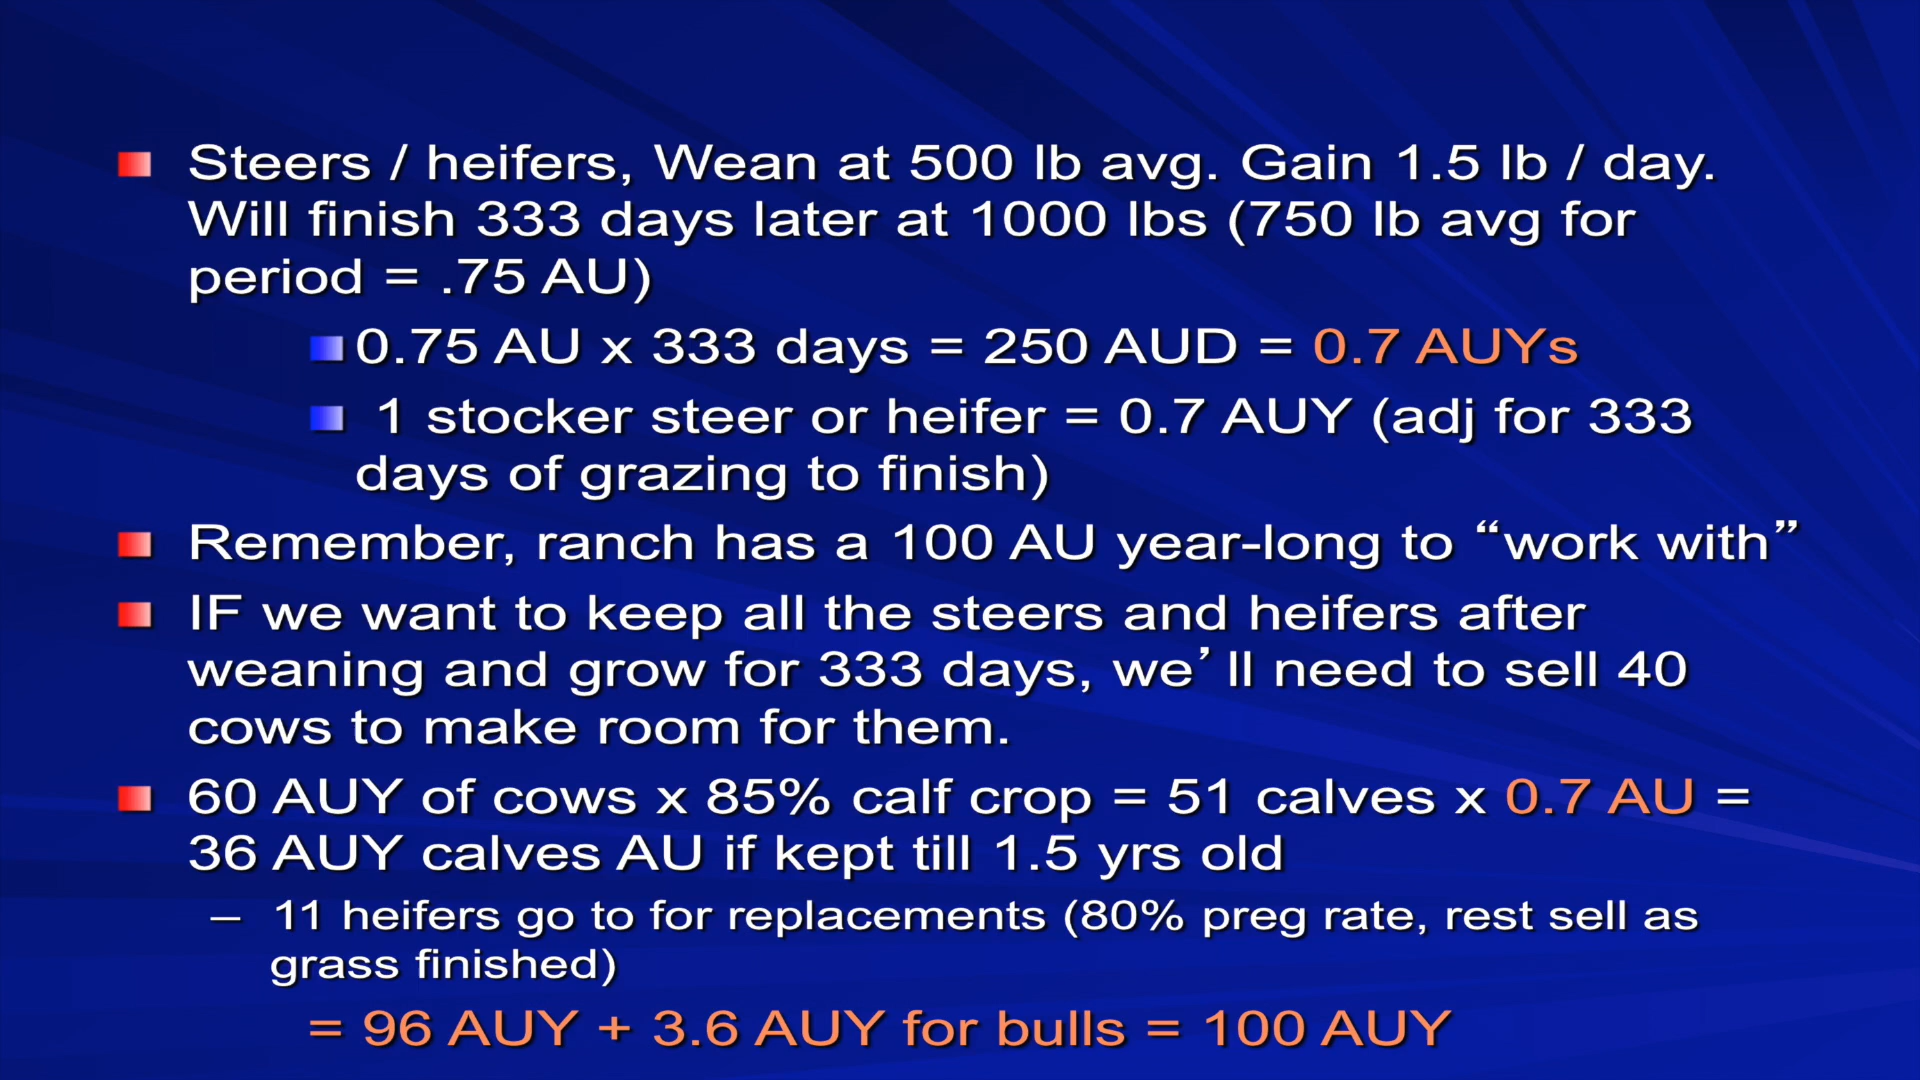 Steers / heifers, Wean at 500 lb avg. Gain 1.5 lb / day.
Will finish 333 days later at 1000 lbs (750 lb avg for
period = .75 AU)
0.75 AU x 333 days = 250 AUD = 0.7 AUYs
1 stocker steer or heifer = 0.7 AUY (adj for 333
days of grazing to finish)
Remember, ranch has a 100 AU year-long to “work with”
IF we want to keep all the steers and heifers after
weaning and grow for 333 days, we’ll need to sell 40
cows to make room for them.
60 AUY of cows x 85% calf crop = 51 calves x 0.7 AU =
36 AUY calves AU if kept till 1.5 yrs old
– 11 heifers go to for replacements (80% preg rate, rest sell as
grass finished)
= 96 AUY + 3.6 AUY for bulls = 100 AUY